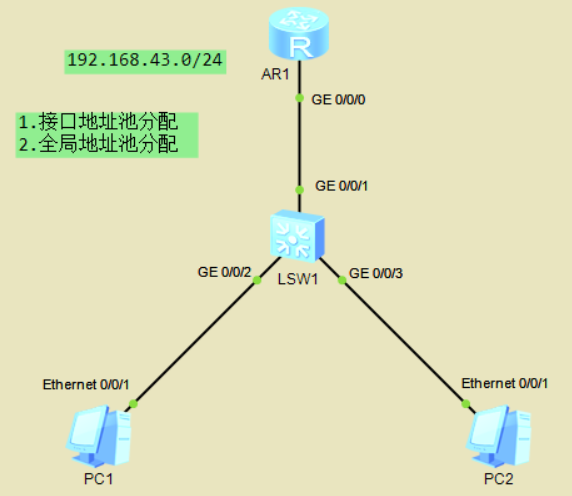 192.168.43.0/24
R
AR1
GE 0/0/0
1.接口地址池分配
2.全局地址池分配
GE 0/0/1
GE 0/0/2
LSW1
GE 0/0/3
Ethernet 0/0/1
Ethernet 0/0/1
PC1
PC2